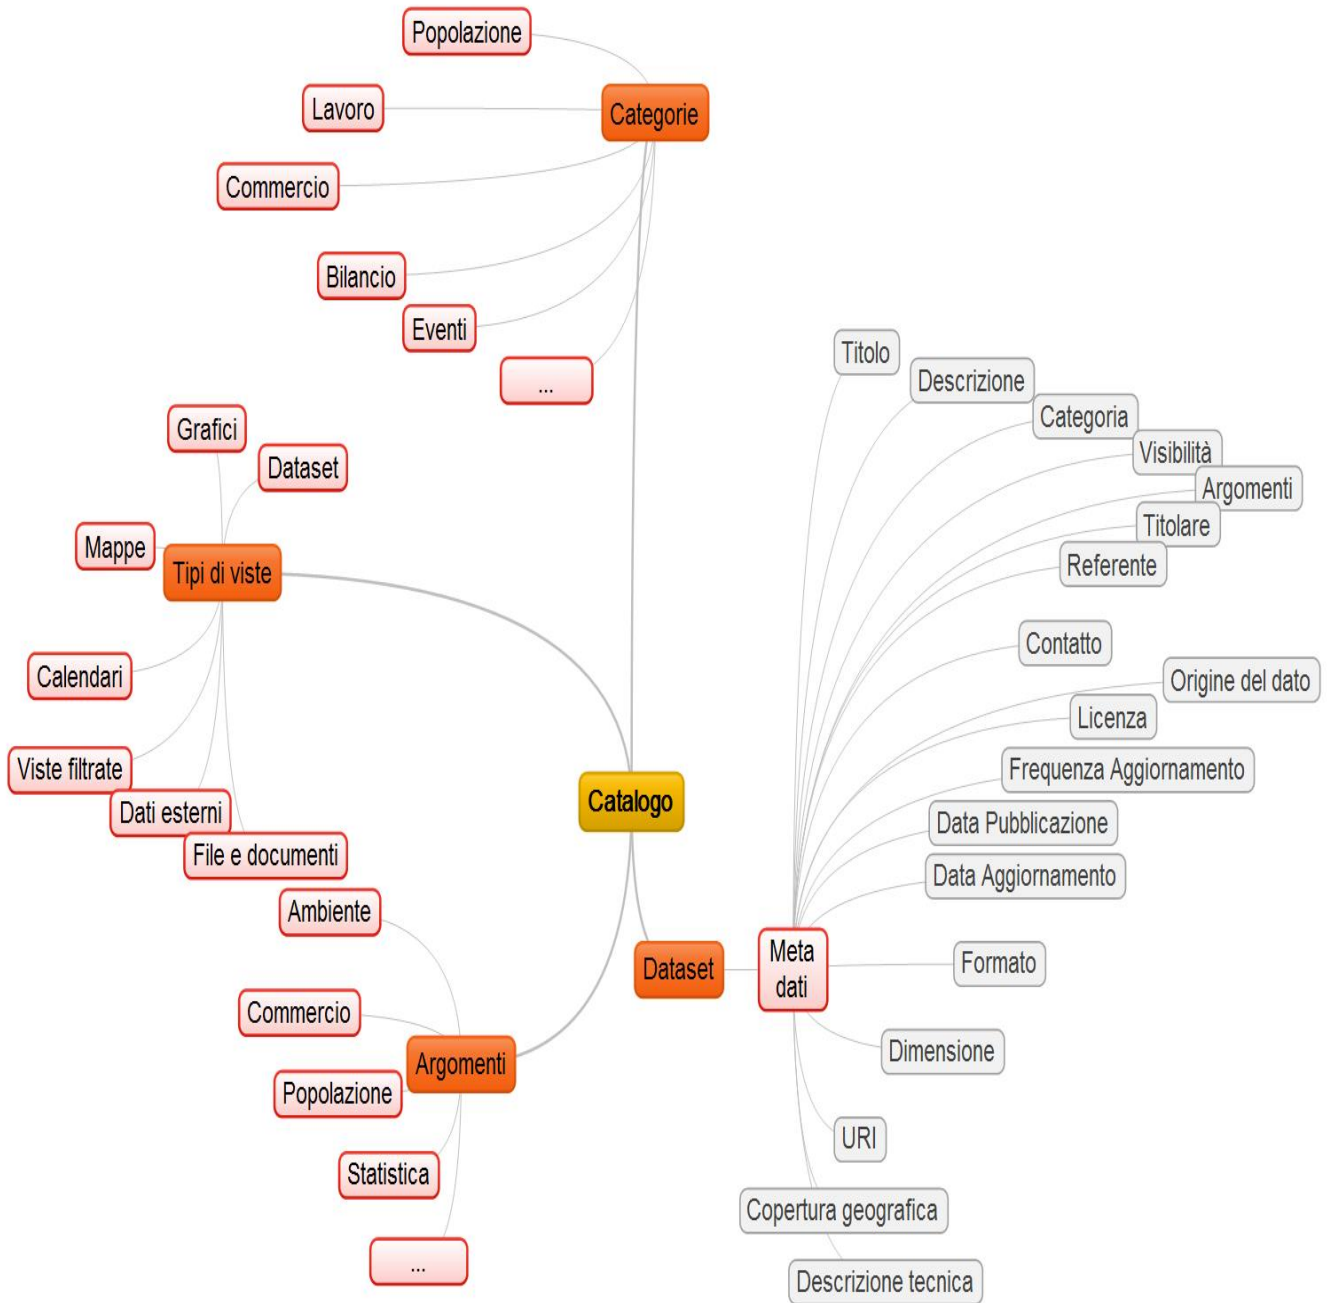 Popolazione
Lavoro
Categorie
Commercio
Bilancio
Eventi
...
Grafici
Dataset
Mappe
Tipi di viste
Calendari
Viste filtrate
Dati esterni
File e documenti
Catalogo
Ambiente
Commercio
Argomenti
Popolazione
Statistica
...
Dataset
Meta
dati
Titolo
Descrizione
Categoria
Visibilità
Argomenti
Titolare
Referente
Contatto
Origine del dato
Licenza
Frequenza Aggiornamento
Data Pubblicazione
Data Aggiornamento
Formato
Dimensione
URI
Copertura geografica
Descrizione tecnica